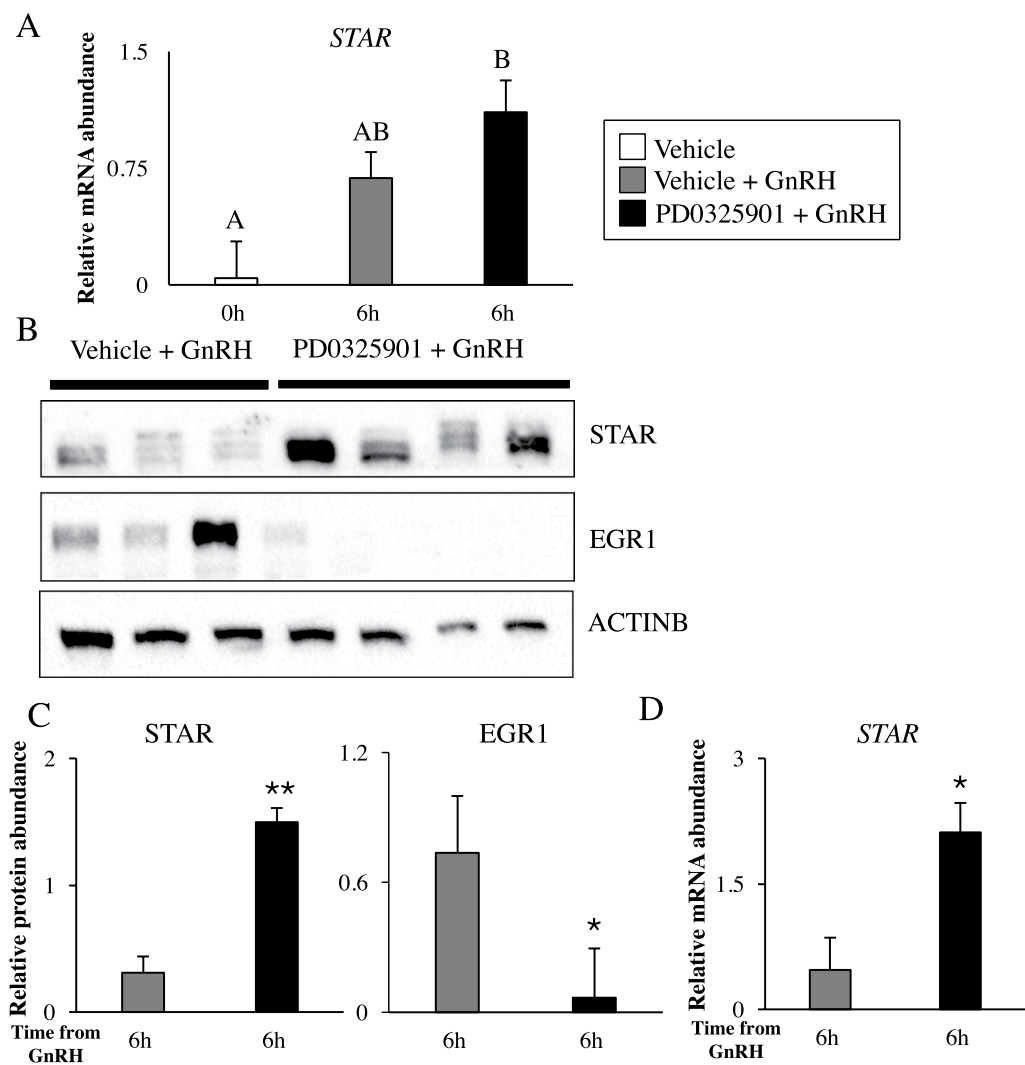 A
STAR
Relative mRNA abundance
1.5
0.75
0
A
AB
B
0h
6h
6h
Vehicle
Vehicle + GnRH
PD0325901 + GnRH
B
Vehicle + GnRH
PD0325901 + GnRH
STAR
EGR1
ACTINB
C
STAR
Relative protein abundance
2
1
0
**
Time from
GnRH
6h
6h
EGR1
1.2
0.6
0
*
6h
6h
D
STAR
Relative mRNA abundance
3
1.5
0
*
Time from
GnRH
6h
6h